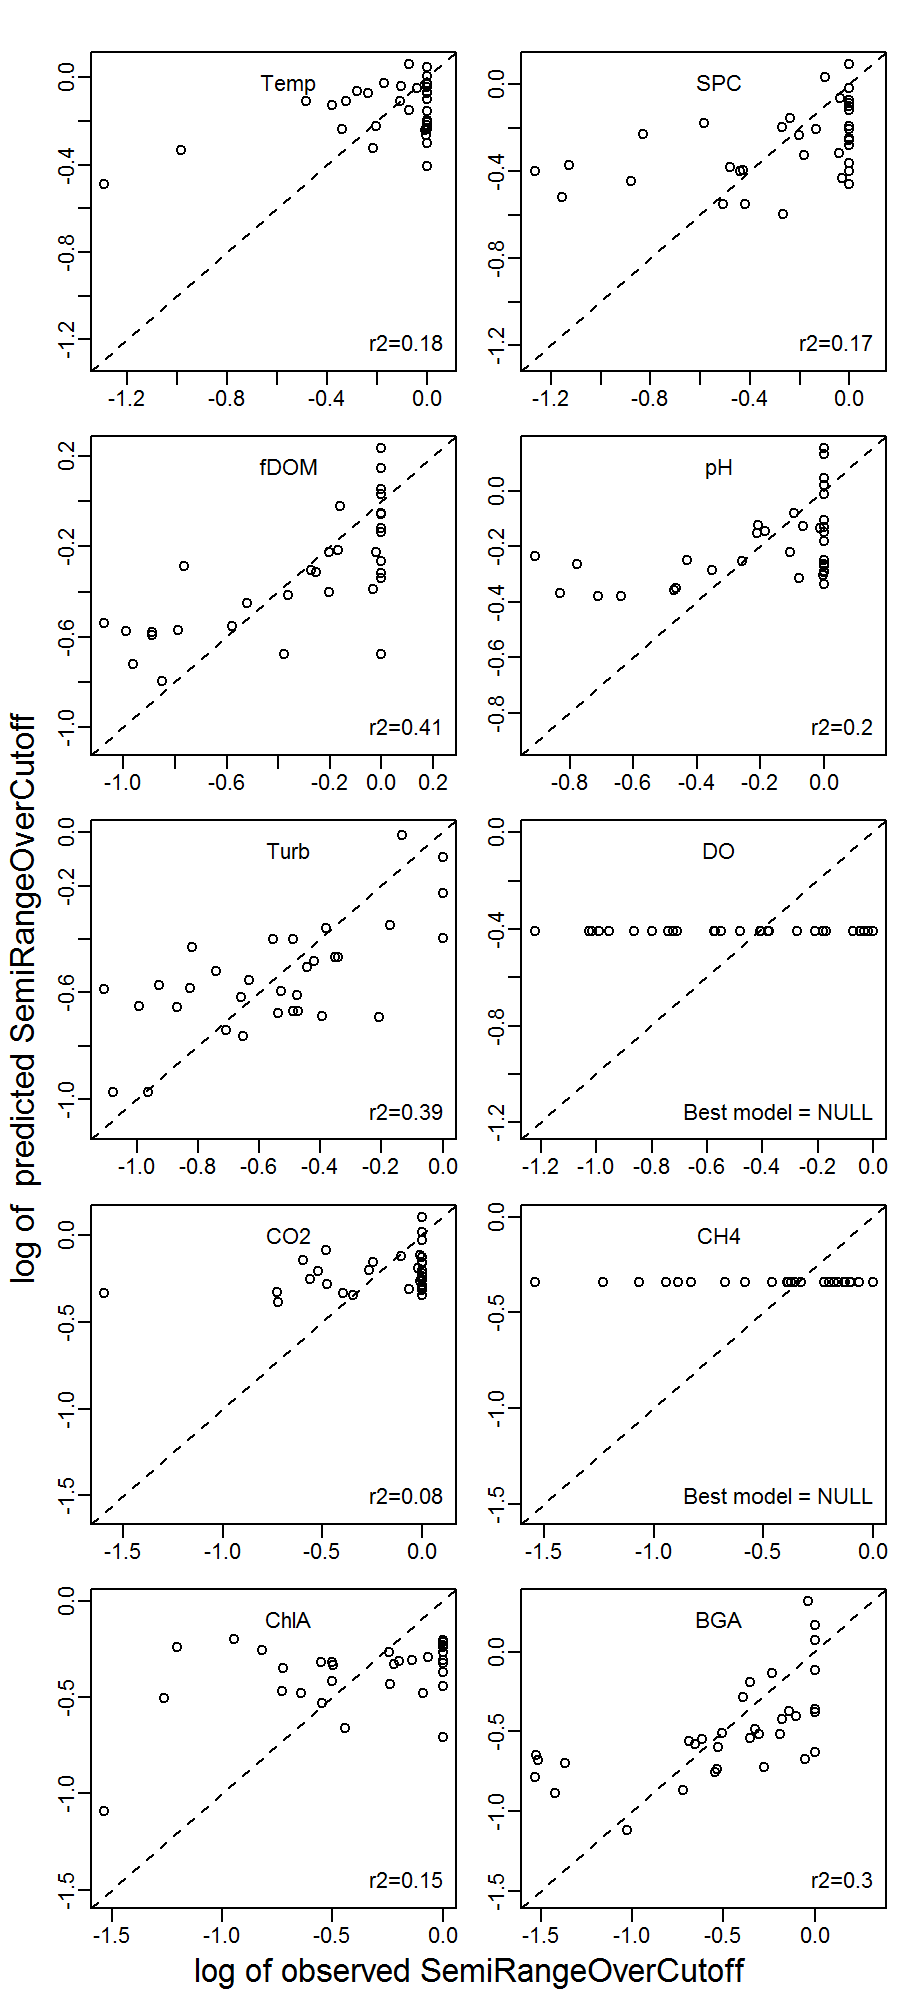 Temp
0.0
-0.4
-0.8
-1.2
r2=0.18
-1.2 -0.8 -0.4 0.0
SPC
0.0
-0.4
-0.8
-1.2
r2=0.17
-1.2 -0.8 -0.4 0.0
fDOM
0.2
-0.2
-0.6
-1.0
r2=0.41
-1.0 -0.6 -0.2 0.0 0.2
pH
0.0
-0.2
-0.4
-0.6
-0.8
r2=0.2
-0.8 -0.6 -0.4 -0.2 0.0
Turb
0.0
-0.2
-0.6
-1.0
r2=0.39
-1.0 -0.8 -0.6 -0.4 -0.2 0.0
DO
0.0
-0.4
-0.8
-1.2
Best model = NULL
-1.2 -1.0 -0.8 -0.6 -0.4 -0.2 0.0
CO2
0.0
-0.5
-1.0
-1.5
r2=0.08
-1.5 -1.0 -0.5 0.0
CH4
0.0
-0.5
-1.0
-1.5
Best model = NULL
-1.5 -1.0 -0.5 0.0
ChlA
0.0
-0.5
-1.0
-1.5
r2=0.15
-1.5 -1.0 -0.5 0.0
BGA
0.0
-0.5
-1.0
-1.5
r2=0.3
-1.5 -1.0 -0.5 0.0
log of predicted SemiRangeOverCutoff
log of observed SemiRangeOverCutoff